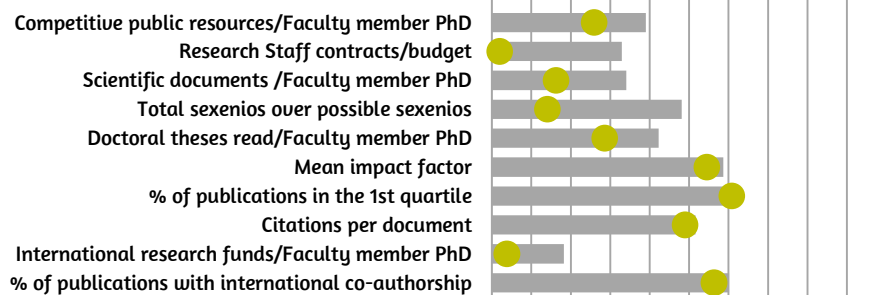 Competitive public resources/Faculty member PhD
Research Staff contracts/budget
Scientific documents /Faculty member PhD
Total sexenios over possible sexenios
Doctoral theses read/Faculty member PhD
Mean impact factor
% of publications in the 1st quartile
Citations per document
International research funds/Faculty member PhD
% of publications with international co-authorship